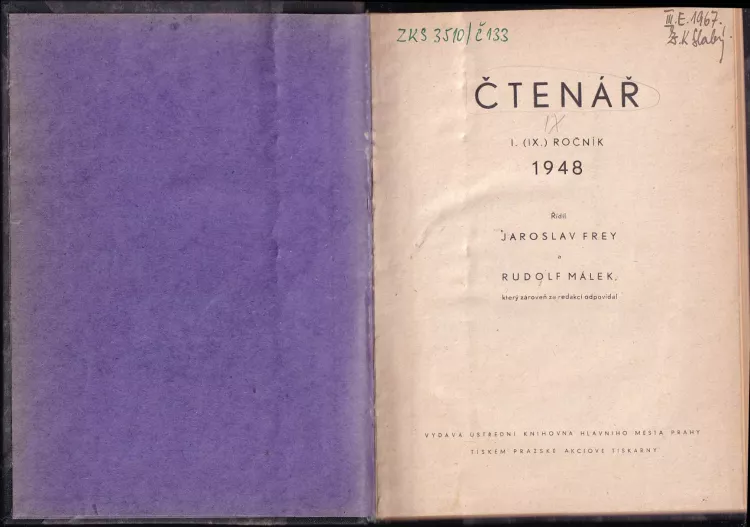 ZKS 3510/č133
III.E.1967.
ČTENÁŘ
IX
I. (IX.) ROČNÍK
1948
Řídil
JAROSLAV FREY
a
RUDOLF MÁLEK,
který zároveň za redakci odpovídal
VYDÁVÁ ÚSTŘEDNÍ KNIHOVNA HLAVNÍHO MĚSTA PRAHY
TISKEM PRAŽSKÉ AKCIOVÉ TISKÁRNY